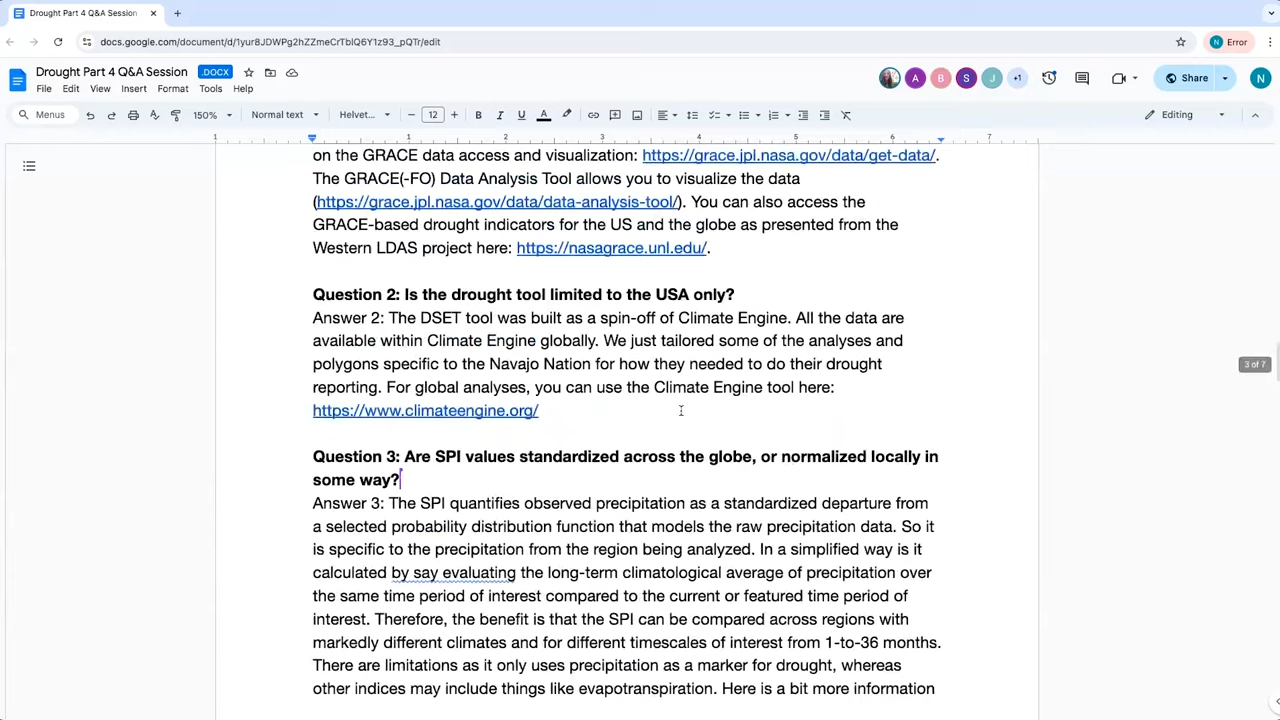 Drought Part 4 Q&A Session
docs.google.com/document/d/1yur8JDWPg2hZZmeCrTblQ6Y1z93_pQTr/edit
N Error
Drought Part 4 Q&A Session .DOCX
A B S J +1 Share N
File Edit View Insert Format Tools Help
Menus 150% Normal text Helvet... 12 B I U A Editing
1 1 2 3 4 5 6 7
on the GRACE data access and visualization: https://grace.jpl.nasa.gov/data/get-data/.
The GRACE(-FO) Data Analysis Tool allows you to visualize the data
(https://grace.jpl.nasa.gov/data/data-analysis-tool/). You can also access the
GRACE-based drought indicators for the US and the globe as presented from the
Western LDAS project here: https://nasagrace.unl.edu/.
Question 2: Is the drought tool limited to the USA only?
Answer 2: The DSET tool was built as a spin-off of Climate Engine. All the data are
available within Climate Engine globally. We just tailored some of the analyses and
polygons specific to the Navajo Nation for how they needed to do their drought
reporting. For global analyses, you can use the Climate Engine tool here:
https://www.climateengine.org/
3 of 7
Question 3: Are SPI values standardized across the globe, or normalized locally in
some way?
Answer 3: The SPI quantifies observed precipitation as a standardized departure from
a selected probability distribution function that models the raw precipitation data. So it
is specific to the precipitation from the region being analyzed. In a simplified way is it
calculated by say evaluating the long-term climatological average of precipitation over
the same time period of interest compared to the current or featured time period of
interest. Therefore, the benefit is that the SPI can be compared across regions with
markedly different climates and for different timescales of interest from 1-to-36 months.
There are limitations as it only uses precipitation as a marker for drought, whereas
other indices may include things like evapotranspiration. Here is a bit more information